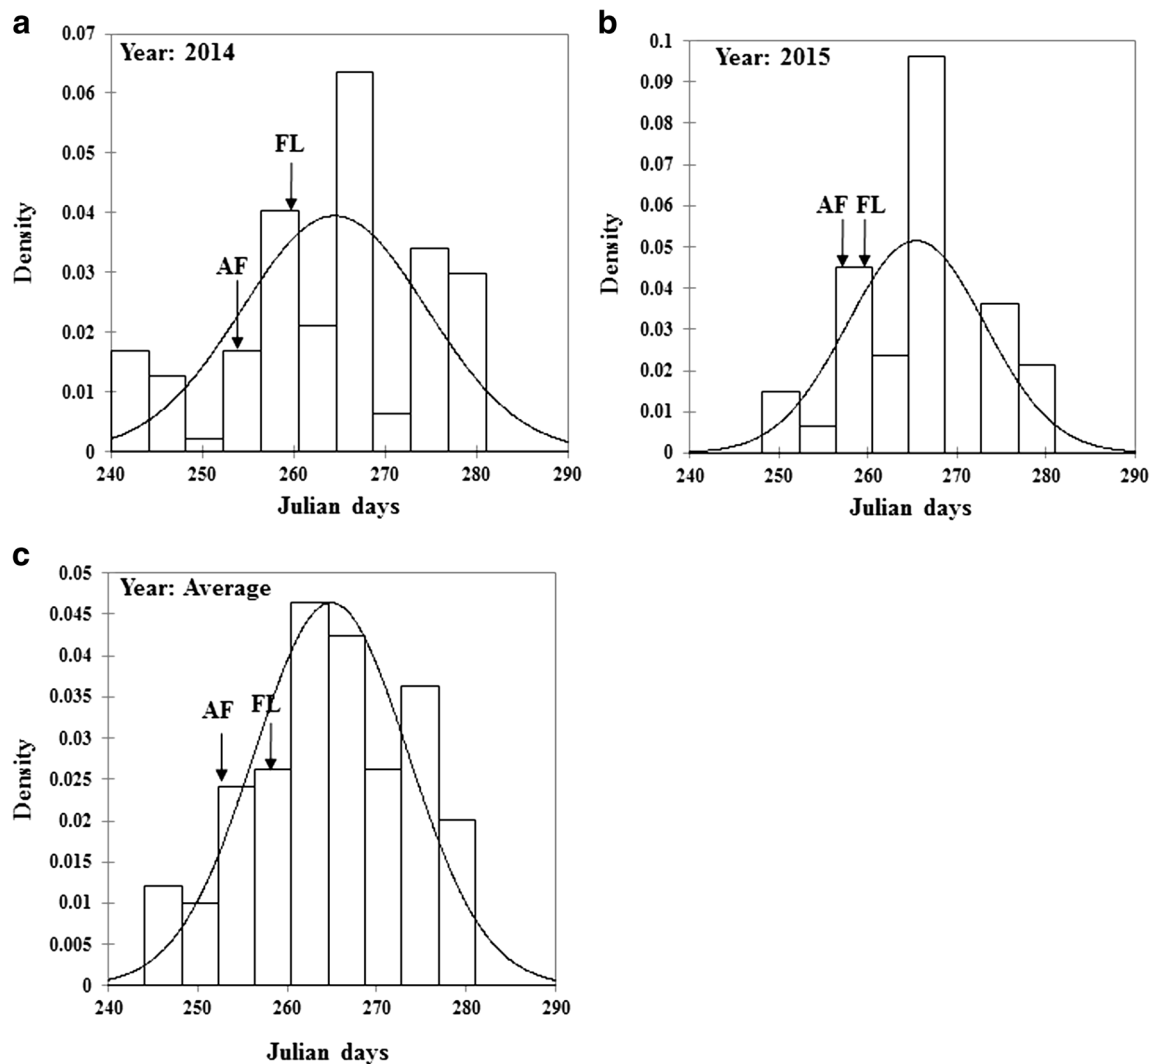 a
Year: 2014
0.07
0.06
0.05
0.04
0.03
0.02
0.01
0
Density
FL
AF
240 250 260 270 280 290
Julian days
b
Year: 2015
0.1
0.09
0.08
0.07
0.06
0.05
0.04
0.03
0.02
0.01
0
Density
AF FL
240 250 260 270 280 290
Julian days
c
Year: Average
0.05
0.045
0.04
0.035
0.03
0.025
0.02
0.015
0.01
0.005
0
Density
AF FL
240 250 260 270 280 290
Julian days